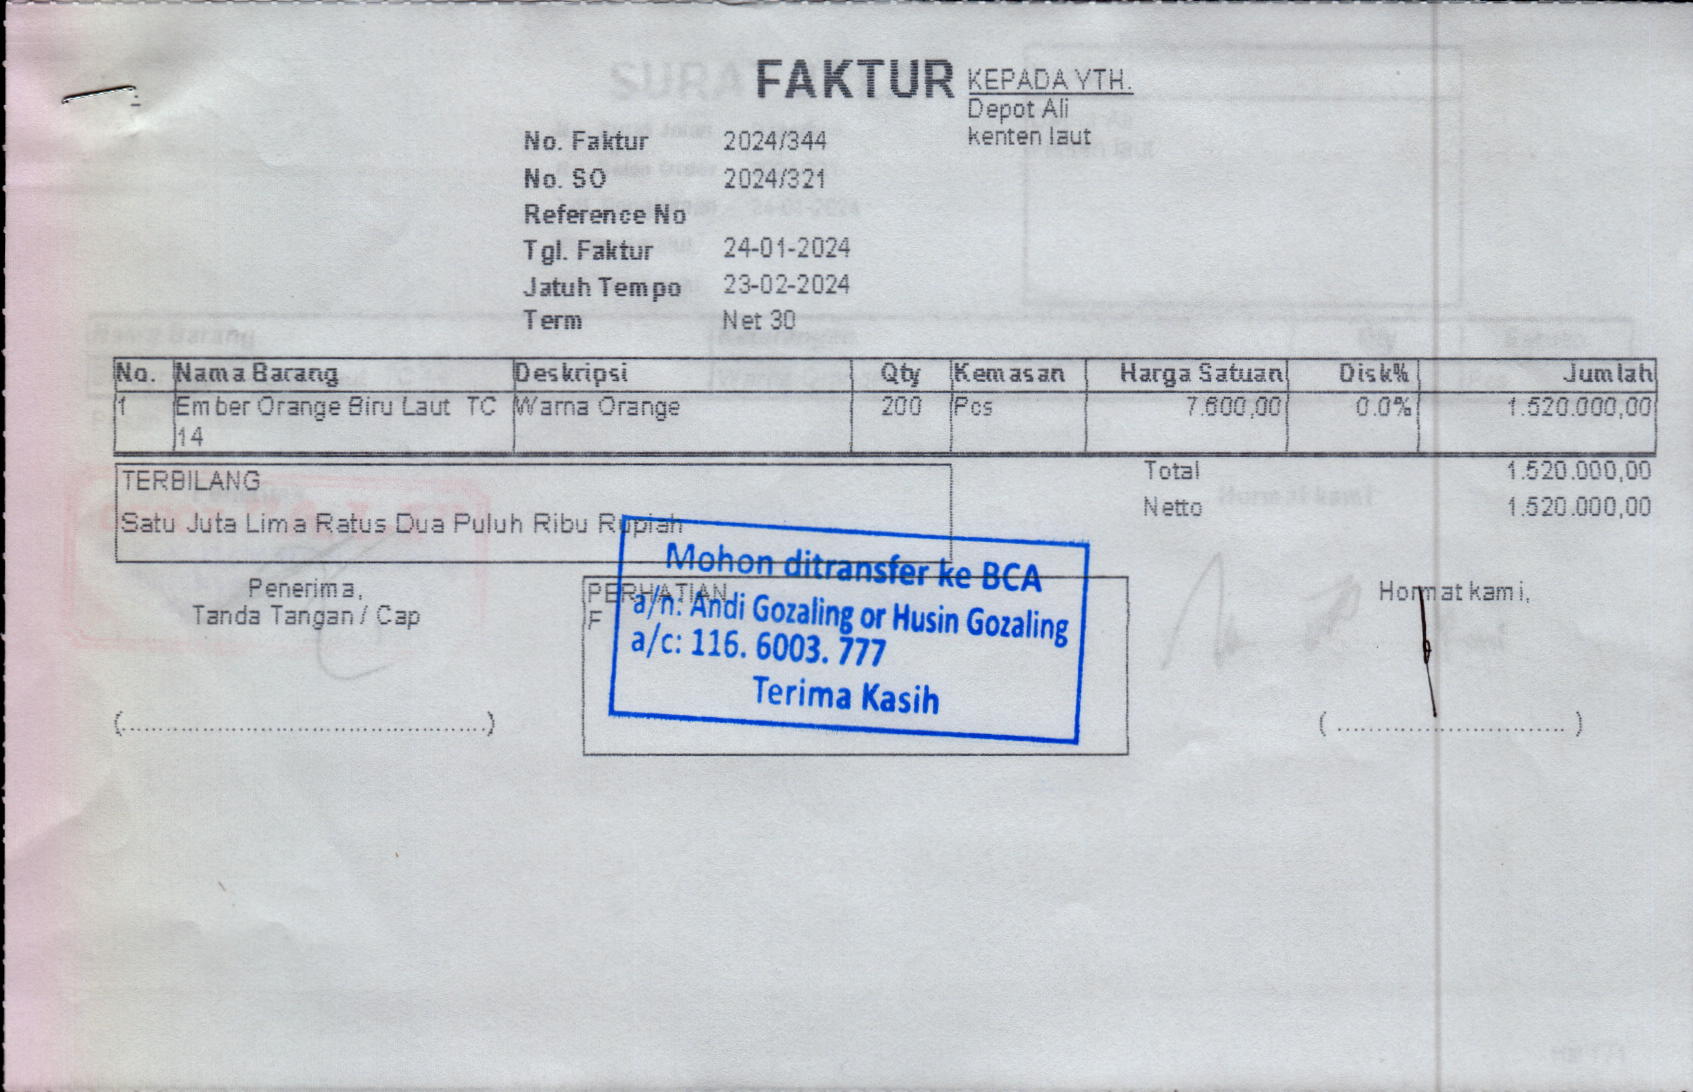 FAKTUR
KEPADA YTH.
Depot Ali
kenten laut
No. Faktur 2024/344
No. SO 2024/321
Reference No
Tgl. Faktur 24-01-2024
Jatuh Tempo 23-02-2024
Term Net 30
No. Nama Barang Deskripsi Qty Kemasan Harga Satuan Disk% Jumlah
1 Ember Orange Biru Laut TC Warna Orange 200 Pcs 7.600,00 0.0% 1.520.000,00
14
TERBILANG
Satu Juta Lima Ratus Dua Puluh Ribu Rupiah
Total 1.520.000,00
Netto 1.520.000,00
Penerima,
Tanda Tangan / Cap
(................................................)
PERHATIAN
F
Mohon ditransfer ke BCA
a/n: Andi Gozaling or Husin Gozaling
a/c: 116. 6003. 777
Terima Kasih
Hormat kami,
( .............................. )